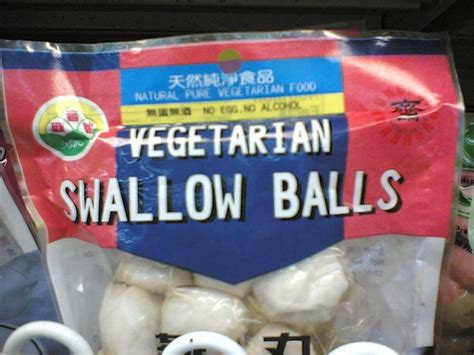 天然純淨食品
NATURAL PURE VEGETARIAN FOOD
無蛋無酒 NO EGG, NO ALCOHOL
VEGETARIAN
SWALLOW BALLS
丸